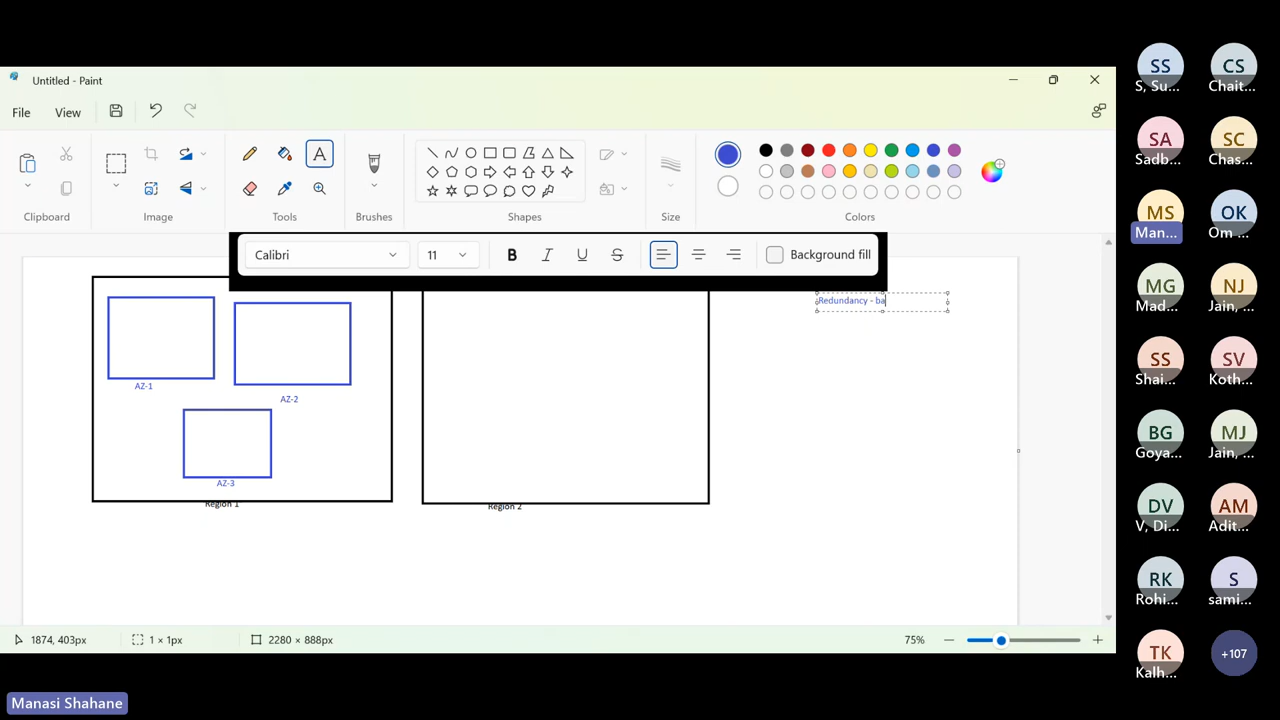 Untitled - Paint
File View
Clipboard
Image
Tools
Brushes
Shapes
Size
Colors
Calibri 11 B I U S Background fill
Redundancy - ba
AZ-1
AZ-2
AZ-3
Region 1
Region 2
1874, 403px 1 × 1px 2280 × 888px 75%
Manasi Shahane
SS CS
S, Su... Chait...
SA SC
Sadb... Chas...
MS OK
Man... Om ...
MG NJ
Mad... Jain, ...
SS SV
Shai... Koth...
BG MJ
Goya... Jain, ...
DV AM
V, Di... Adit...
RK S
Rohi... sami...
TK +107
Kalh...